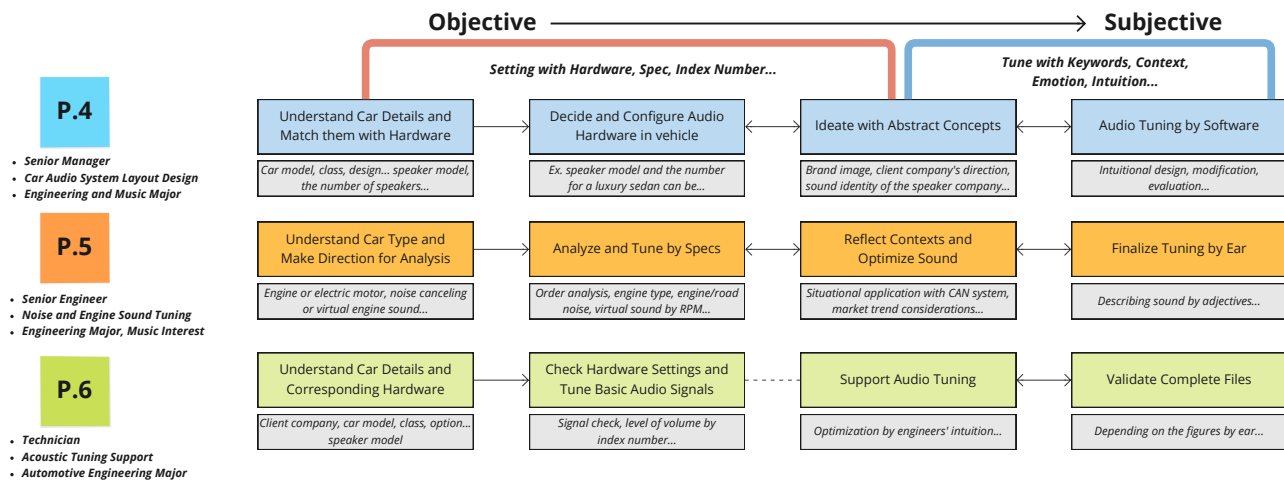 Objective
Subjective
Setting with Hardware, Spec, Index Number...
Tune with Keywords, Context,
Emotion, Intuition...
P.4
Senior Manager
Car Audio System Layout Design
Engineering and Music Major
Understand Car Details and
Match them with Hardware
Car model, class, design... speaker model,
the number of speakers...
Decide and Configure Audio
Hardware in vehicle
Ex. speaker model and the number
for a luxury sedan can be...
Ideate with Abstract Concepts
Brand image, client company's direction,
sound identity of the speaker company...
Audio Tuning by Software
Intuitional design, modification,
evaluation...
P.5
Senior Engineer
Noise and Engine Sound Tuning
Engineering Major, Music Interest
Understand Car Type and
Make Direction for Analysis
Engine or electric motor, noise canceling
or virtual engine sound...
Analyze and Tune by Specs
Order analysis, engine type, engine/road
noise, virtual sound by RPM...
Reflect Contexts and
Optimize Sound
Situational application with CAN system,
market trend considerations...
Finalize Tuning by Ear
Describing sound by adjectives...
P.6
Technician
Acoustic Tuning Support
Automotive Engineering Major
Understand Car Details and
Corresponding Hardware
Client company, car model, class, option...
speaker model
Check Hardware Settings and
Tune Basic Audio Signals
Signal check, level of volume by
index number...
Support Audio Tuning
Optimization by engineers' intuition...
Validate Complete Files
Depending on the figures by ear...